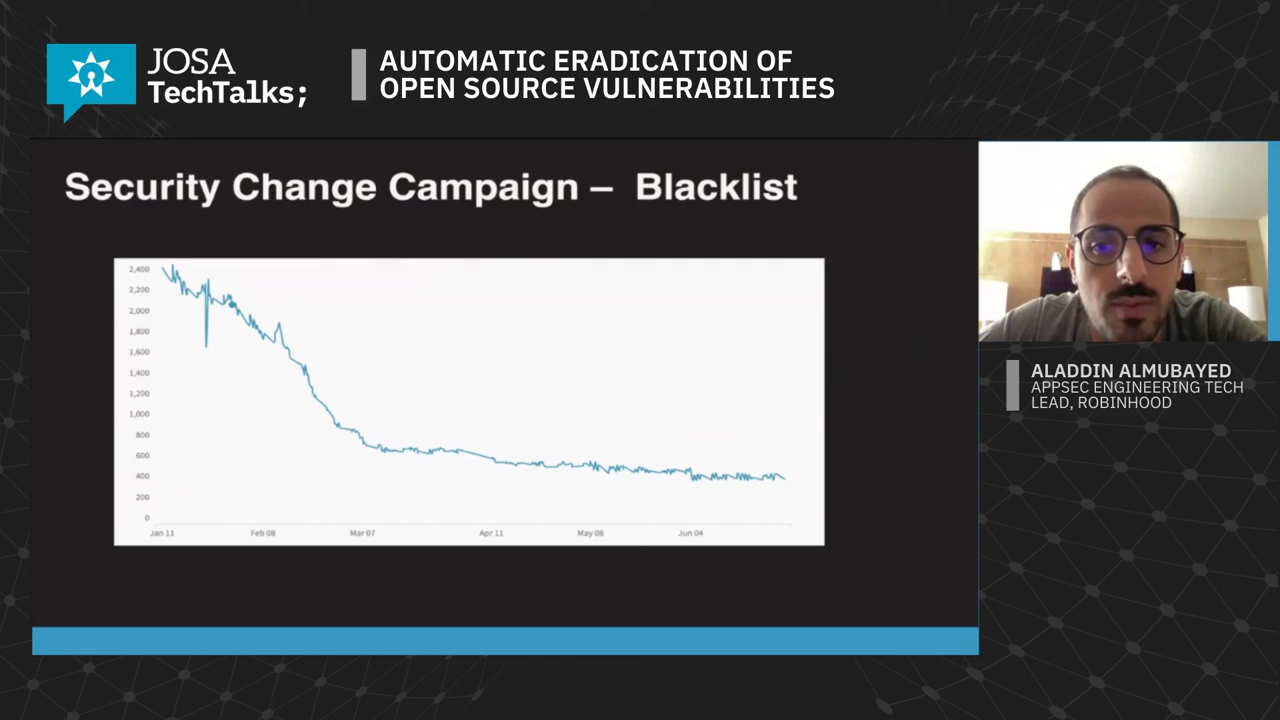 JOSA
TechTalks;
AUTOMATIC ERADICATION OF
OPEN SOURCE VULNERABILITIES
Security Change Campaign – Blacklist
2,400
2,200
2,000
1,800
1,600
1,400
1,200
1,000
800
600
400
200
0
Jan 11 Feb 08 Mar 07 Apr 11 May 08 Jun 04
ALADDIN ALMUBAYED
APPSEC ENGINEERING TECH
LEAD, ROBINHOOD